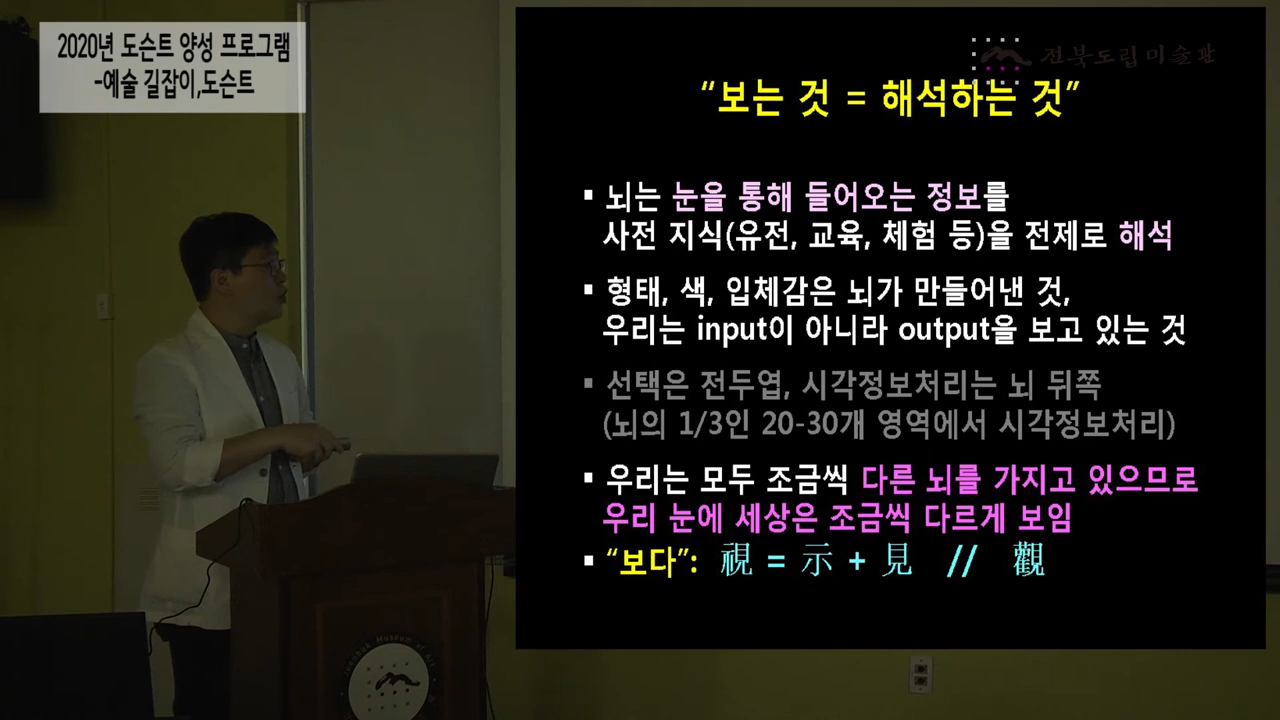 2020년 도슨트 양성 프로그램
-예술 길잡이,도슨트
전북도립미술관
“보는 것 = 해석하는 것”
▪ 뇌는 눈을 통해 들어오는 정보를
사전 지식(유전, 교육, 체험 등)을 전제로 해석
▪ 형태, 색, 입체감은 뇌가 만들어낸 것,
우리는 input이 아니라 output을 보고 있는 것
▪ 선택은 전두엽, 시각정보처리는 뇌 뒤쪽
(뇌의 1/3인 20-30개 영역에서 시각정보처리)
▪ 우리는 모두 조금씩 다른 뇌를 가지고 있으므로
우리 눈에 세상은 조금씩 다르게 보임
▪ “보다”: 視 = 示 + 見 // 觀
Jeonbuk Museum of Art